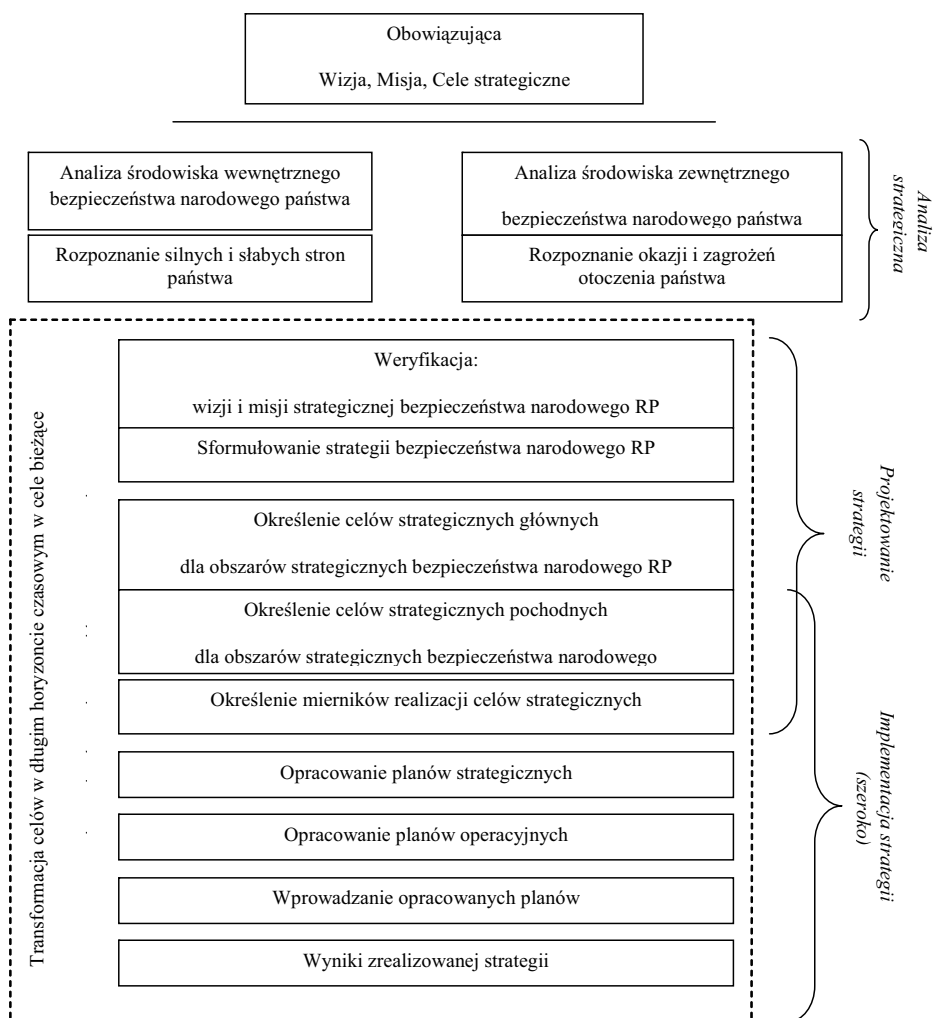 Obowiązująca
Wizja, Misja, Cele strategiczne
Analiza środowiska wewnętrznego
bezpieczeństwa narodowego państwa
Rozpoznanie silnych i słabych stron
państwa
Analiza środowiska zewnętrznego
bezpieczeństwa narodowego państwa
Rozpoznanie okazji i zagrożeń
otoczenia państwa
Analiza
strategiczna
Transformacja celów w długim horyzoncie czasowym w cele bieżące
Weryfikacja:
wizji i misji strategicznej bezpieczeństwa narodowego RP
Sformułowanie strategii bezpieczeństwa narodowego RP
Określenie celów strategicznych głównych
dla obszarów strategicznych bezpieczeństwa narodowego RP
Określenie celów strategicznych pochodnych
dla obszarów strategicznych bezpieczeństwa narodowego
Określenie mierników realizacji celów strategicznych
Opracowanie planów strategicznych
Opracowanie planów operacyjnych
Wprowadzanie opracowanych planów
Wyniki zrealizowanej strategii
Projektowanie
strategii
Implementacja strategii
(szeroko)